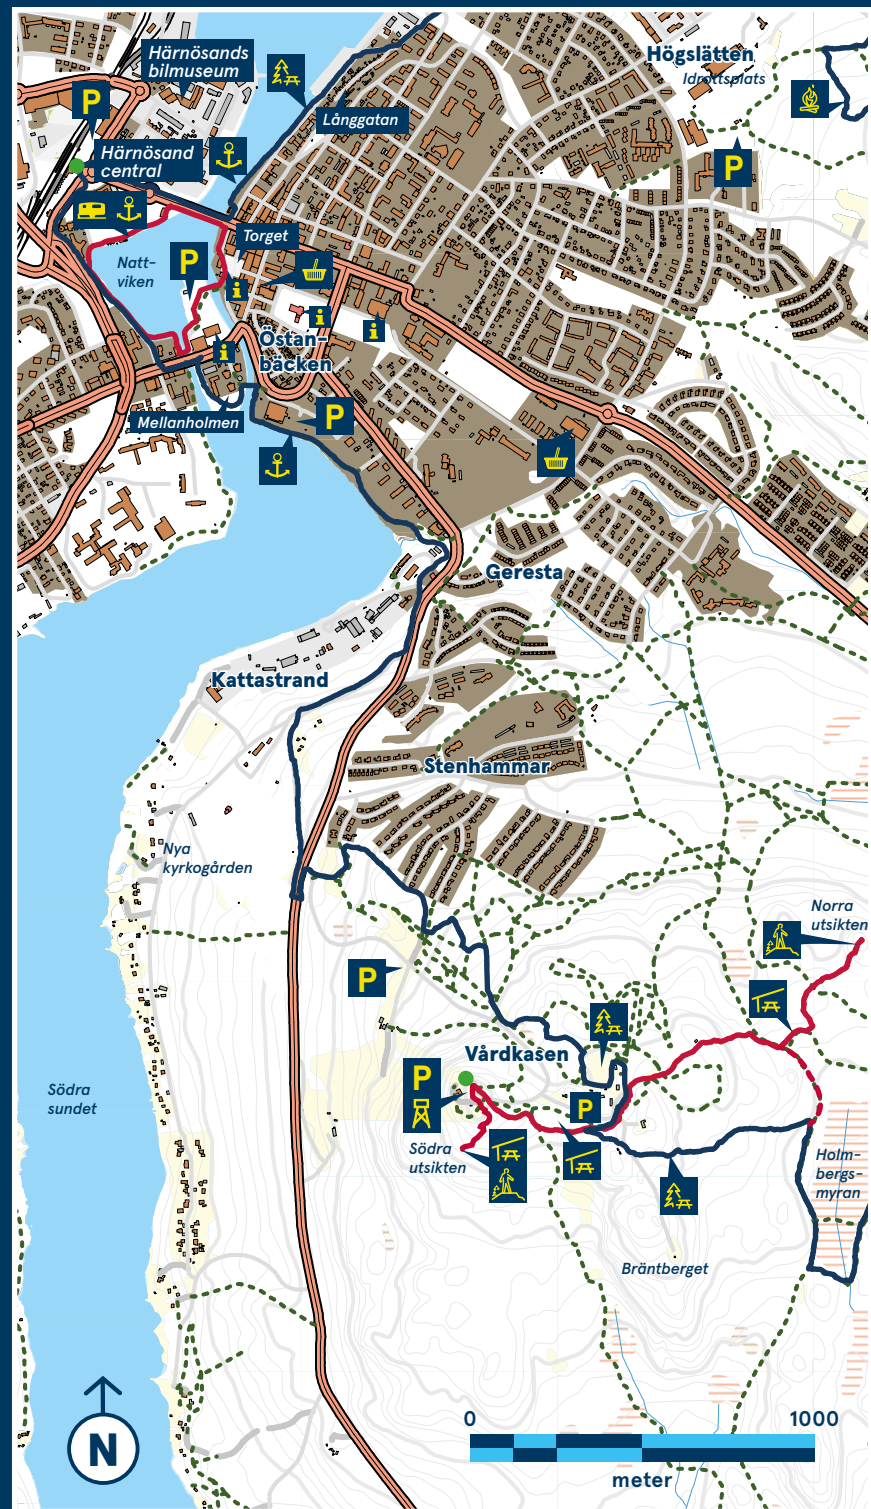 Härnösands
bilmuseum
Högslätten
Idrottsplats
P
Långgatan
Härnösand
central
P
Torget
Natt-
viken
P
i
i
i
Östan-
bäcken
i
P
Mellanholmen
Geresta
Kattastrand
Stenhammar
Nya
kyrkogården
Norra
utsikten
P
Vårdkasen
P
Södra
sundet
P
Södra
utsikten
Holm-
bergs-
myran
Bräntberget
0
1000
N
meter